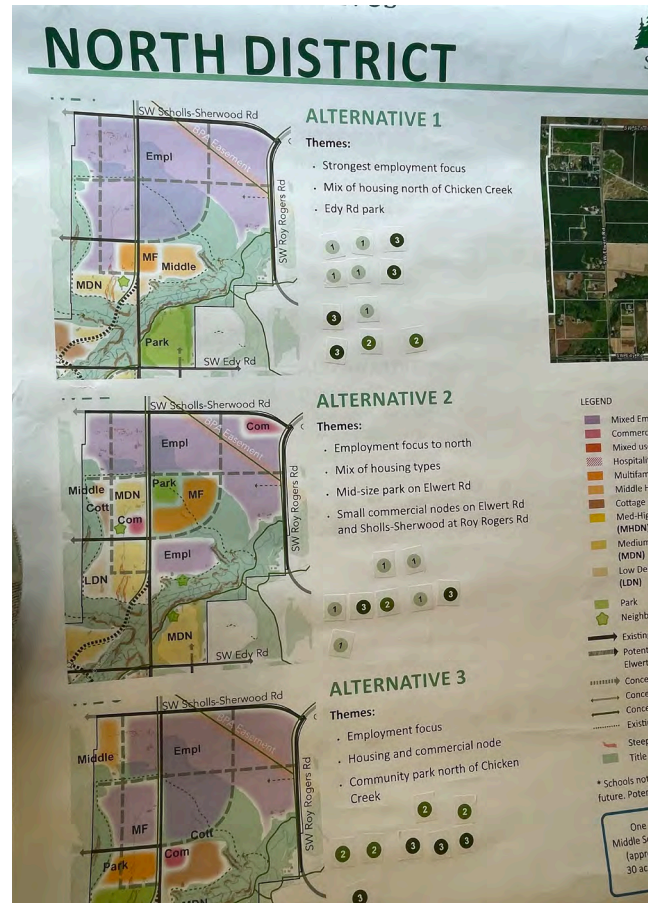 NORTH DISTRICT
ALTERNATIVE 1
Themes:
· Strongest employment focus
· Mix of housing north of Chicken Creek
· Edy Rd park
1 1 3
1 1 3
3 1
3 2 2
SW Scholls-Sherwood Rd
BPA Easement
Empl
SW Roy Rogers Rd
MF
Middle
MDN
Park
SW Edy Rd
ALTERNATIVE 2
Themes:
· Employment focus to north
· Mix of housing types
· Mid-size park on Elwert Rd
· Small commercial nodes on Elwert Rd
and Sholls-Sherwood at Roy Rogers Rd
1 1
1 3 2 1 3
1
SW Scholls-Sherwood Rd
Com
BPA Easement
Empl
SW Roy Rogers Rd
Middle
MDN
Park
MF
Cott
Com
Empl
LDN
MDN
SW Edy Rd
ALTERNATIVE 3
Themes:
· Employment focus
· Housing and commercial node
· Community park north of Chicken
Creek
2 2
2 2 3 3 3
3
SW Scholls-Sherwood Rd
BPA Easement
Middle
Empl
SW Roy Rogers Rd
MF
Cott
Com
Park
MDN
LEGEND
Mixed Em
Commerc
Mixed us
Hospitali
Multifam
Middle H
Cottage
Med-Hig
(MHDN)
Medium
(MDN)
Low De
(LDN)
Park
Neighb
Existin
Potent
Elwert
Conce
Conce
Conce
Existi
Steep
Title
* Schools not
future. Poten
One
Middle Sc
(appr
30 ac